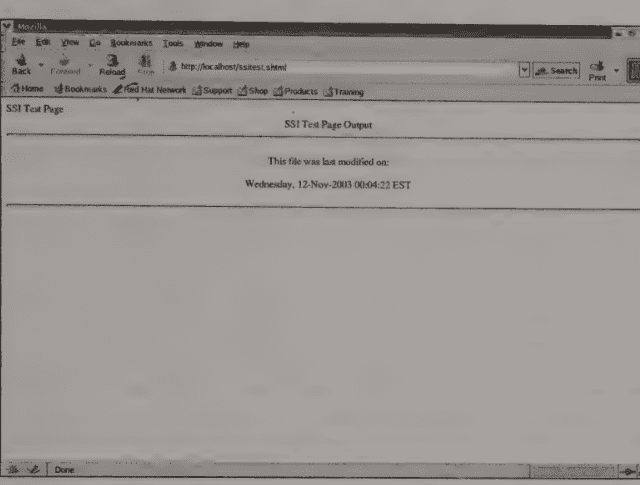 Mozilla
File Edit View Go Bookmarks Tools Window Help
Back Forward Reload Stop http://localhost/ssitest.shtml Search Print
Home Bookmarks Red Hat Network Support Shop Products Training
SSI Test Page
SSI Test Page Output
This file was last modified on:
Wednesday, 12-Nov-2003 00:04:22 EST
Done